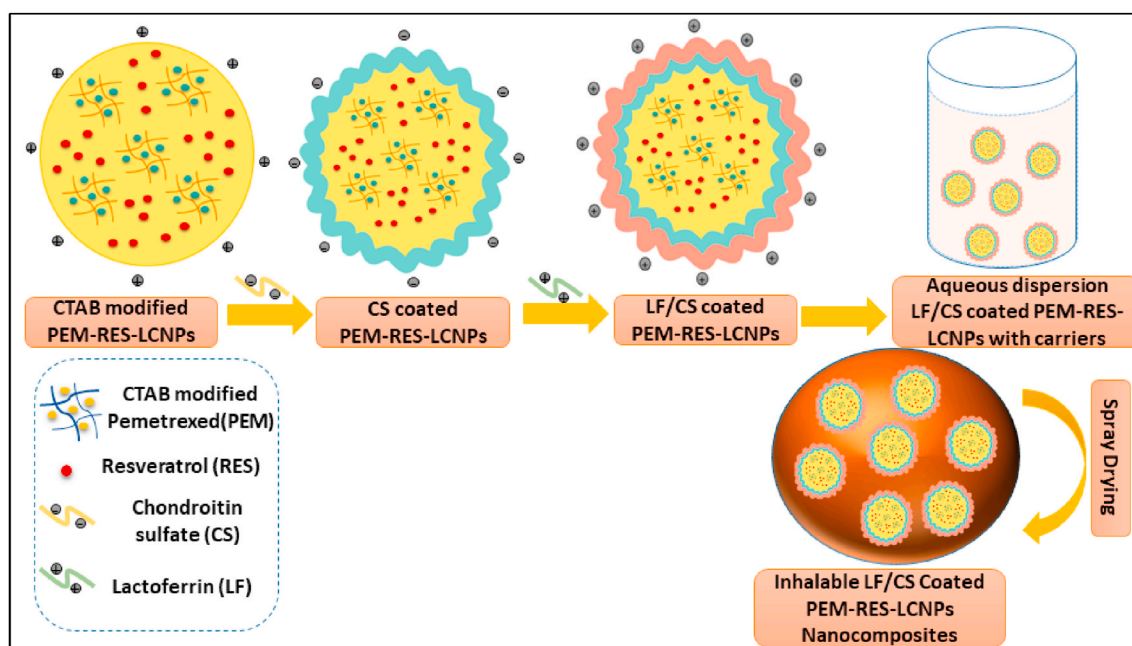 CTAB modified
PEM-RES-LCNPs
CS coated
PEM-RES-LCNPs
LF/CS coated
PEM-RES-LCNPs
Aqueous dispersion
LF/CS coated PEM-RES-
LCNPs with carriers
CTAB modified
Pemetrexed(PEM)
Resveratrol (RES)
Chondroitin
sulfate (CS)
Lactoferrin (LF)
Spray Drying
Inhalable LF/CS Coated
PEM-RES-LCNPs
Nanocomposites